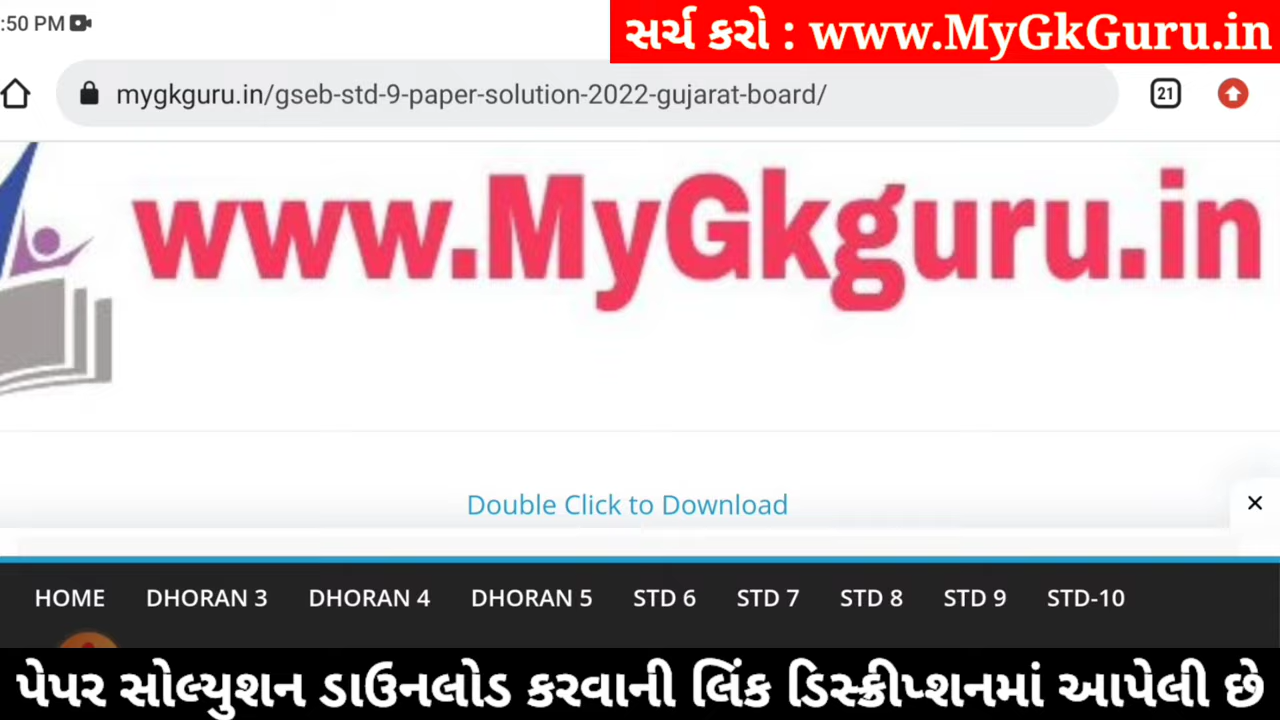 :50 PM
સર્ચ કરો : www.MyGkGuru.in
mygkguru.in/gseb-std-9-paper-solution-2022-gujarat-board/
21
www.MyGkguru.in
Double Click to Download
×
HOME DHORAN 3 DHORAN 4 DHORAN 5 STD 6 STD 7 STD 8 STD 9 STD-10
પેપર સોલ્યુશન ડાઉનલોડ કરવાની લિંક ડિસ્ક્રીપ્શનમાં આપેલી છે